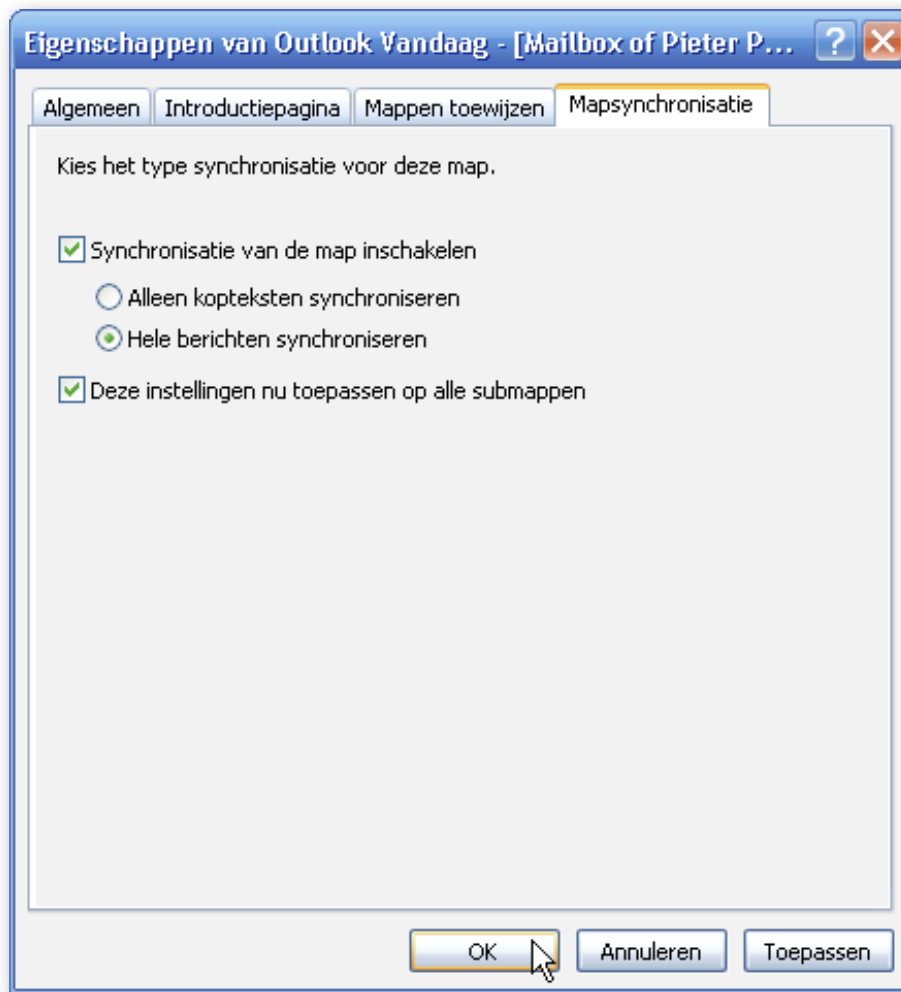 Eigenschappen van Outlook Vandaag - [Mailbox of Pieter P...
Algemeen Introductiepagina Mappen toewijzen Mapsynchronisatie
Kies het type synchronisatie voor deze map.
Synchronisatie van de map inschakelen
Alleen kopteksten synchroniseren
Hele berichten synchroniseren
Deze instellingen nu toepassen op alle submappen
OK Annuleren Toepassen